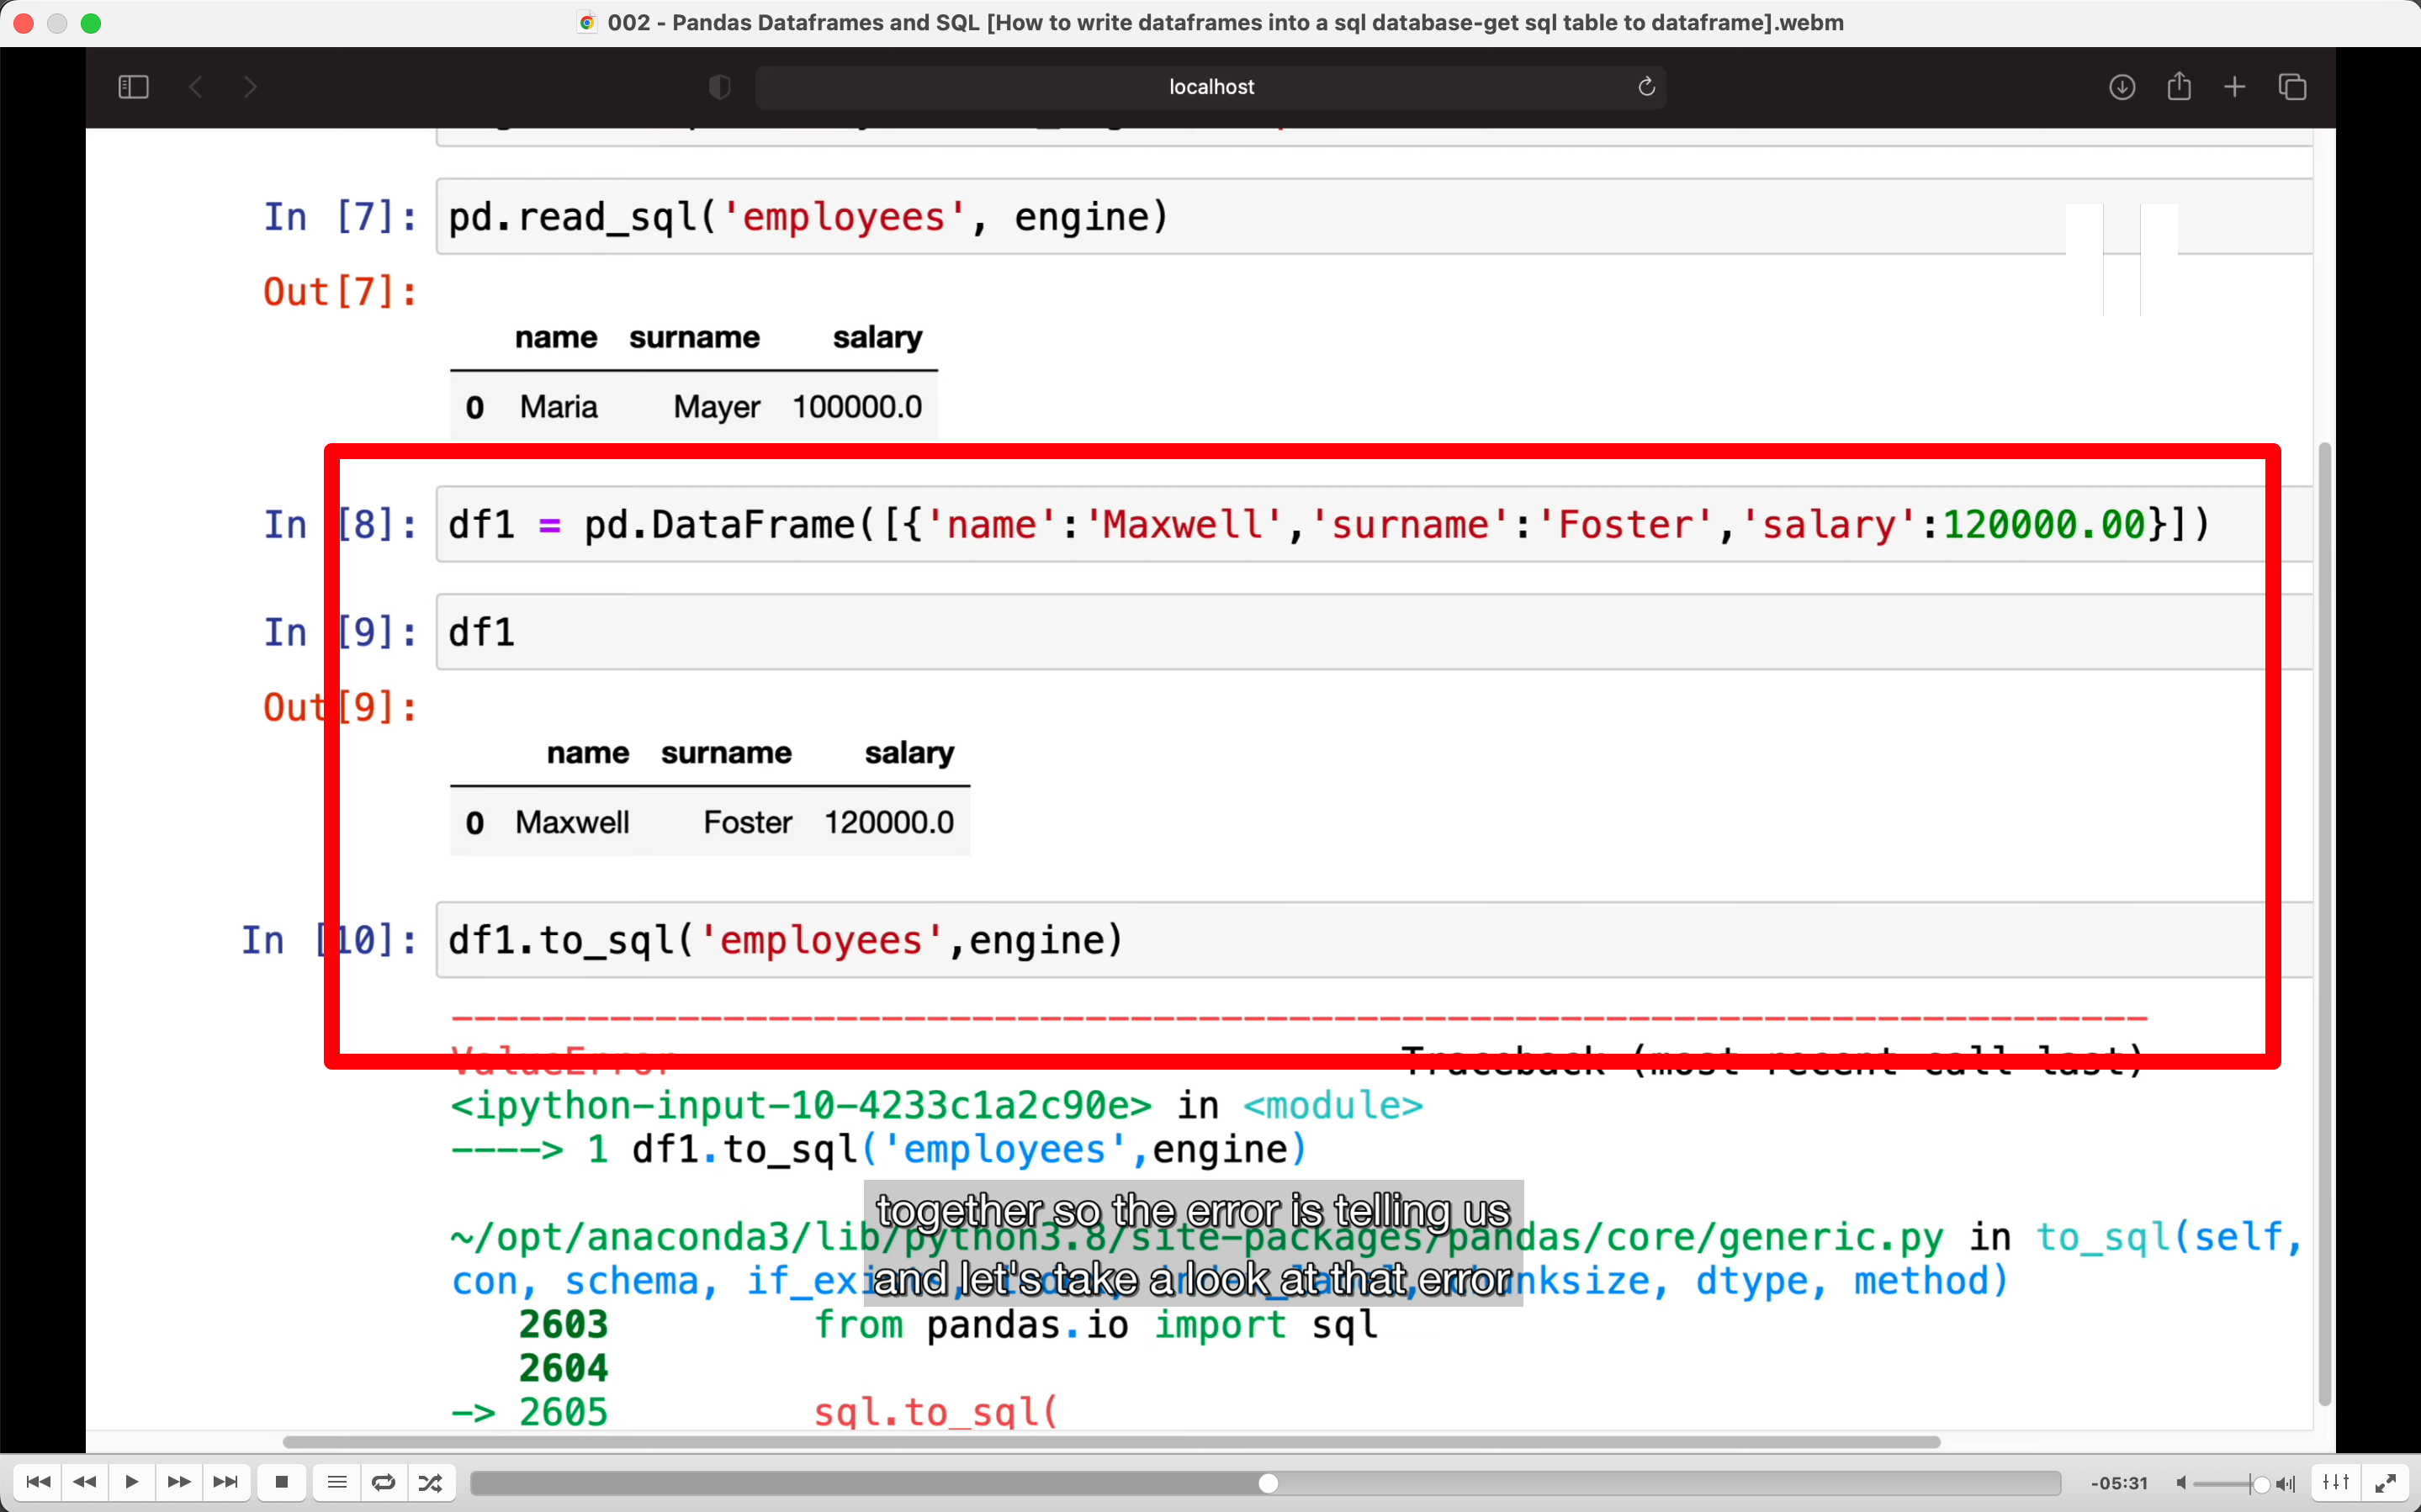 002 - Pandas Dataframes and SQL [How to write dataframes into a sql database-get sql table to dataframe].webm
localhost
In [7]: pd.read_sql('employees', engine)
Out[7]:
name surname salary
0 Maria Mayer 100000.0
In [8]: df1 = pd.DataFrame([{'name':'Maxwell','surname':'Foster','salary':120000.00}])
In [9]: df1
Out[9]:
name surname salary
0 Maxwell Foster 120000.0
In [10]: df1.to_sql('employees',engine)
---------------------------------------------------------------------------
ValueError Traceback (most recent call last)
<ipython-input-10-4233c1a2c90e> in <module>
----> 1 df1.to_sql('employees',engine)
~/opt/anaconda3/lib/python3.8/site-packages/pandas/core/generic.py in to_sql(self,
con, schema, if_exists, dtype, method)
together so the error is telling us
and let's take a look at that error
2603 from pandas.io import sql
2604
-> 2605 sql.to_sql(
-05:31